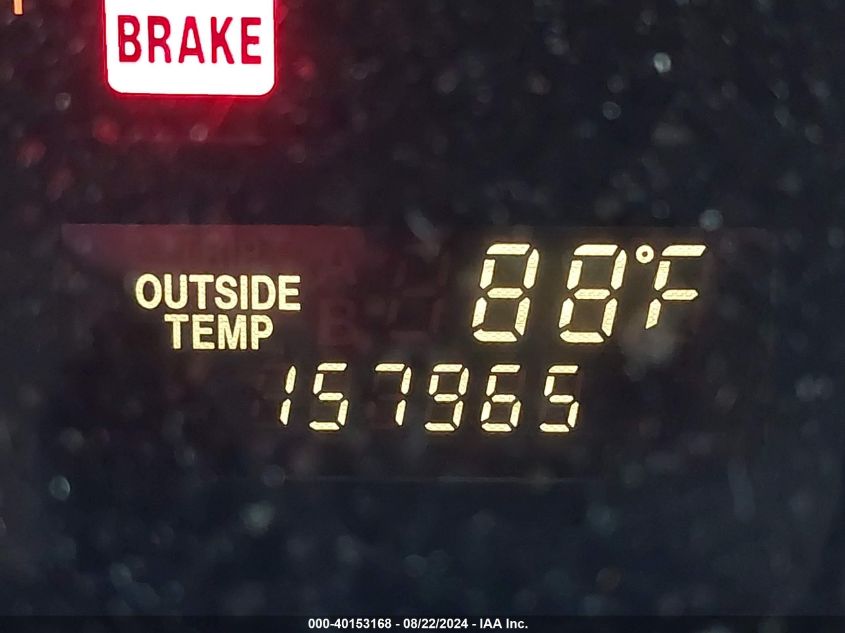 BRAKE
OUTSIDE TEMP 88°F
157965
000-40153168 - 08/22/2024 - IAA Inc.